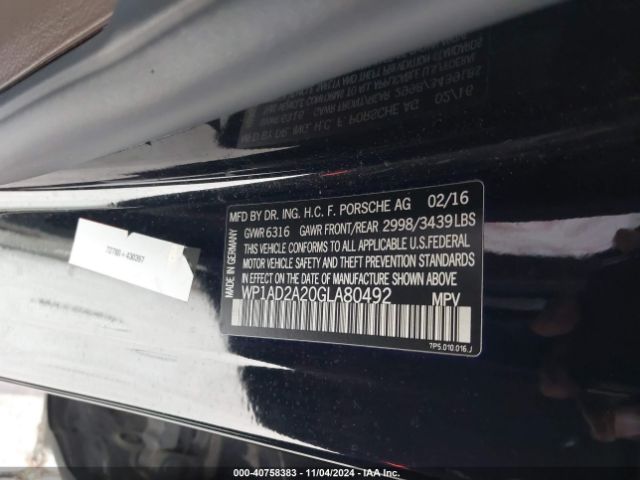 MFD BY DR. ING. H.C. F. PORSCHE AG 02/16
GVWR 6316 GAWR FRONT/REAR 2998/3439 LBS
THIS VEHICLE CONFORMS TO ALL APPLICABLE U.S. FEDERAL
MOTOR VEHICLE SAFETY AND THEFT PREVENTION STANDARDS
IN EFFECT ON THE DATE OF MANUFACTURE SHOWN ABOVE
WP1AD2A20GLA80492 MPV
7P5.010.016.J
MADE IN GERMANY
000-40758383 - 11/04/2024 - IAA Inc.